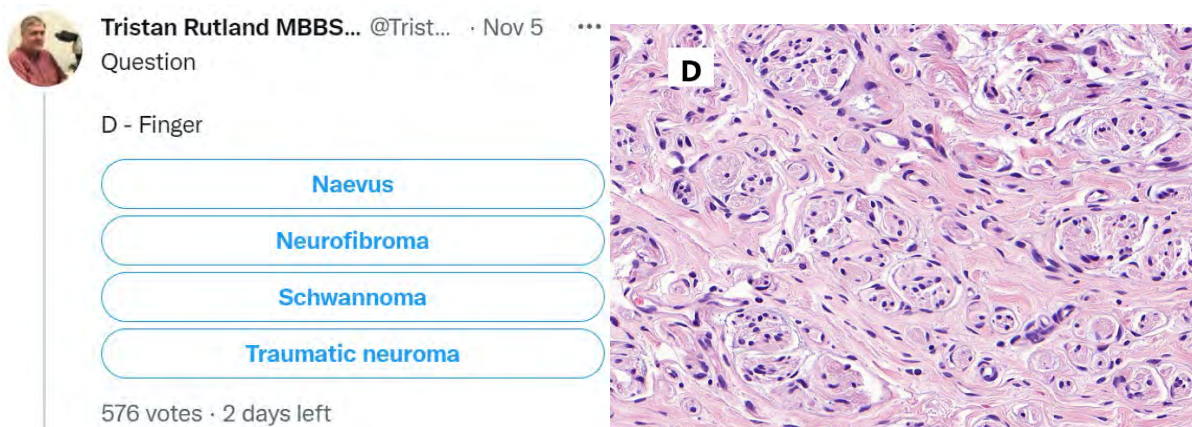 Tristan Rutland MBBS... @Trist... · Nov 5 ···
Question
D - Finger
Naevus
Neurofibroma
Schwannoma
Traumatic neuroma
576 votes · 2 days left
D